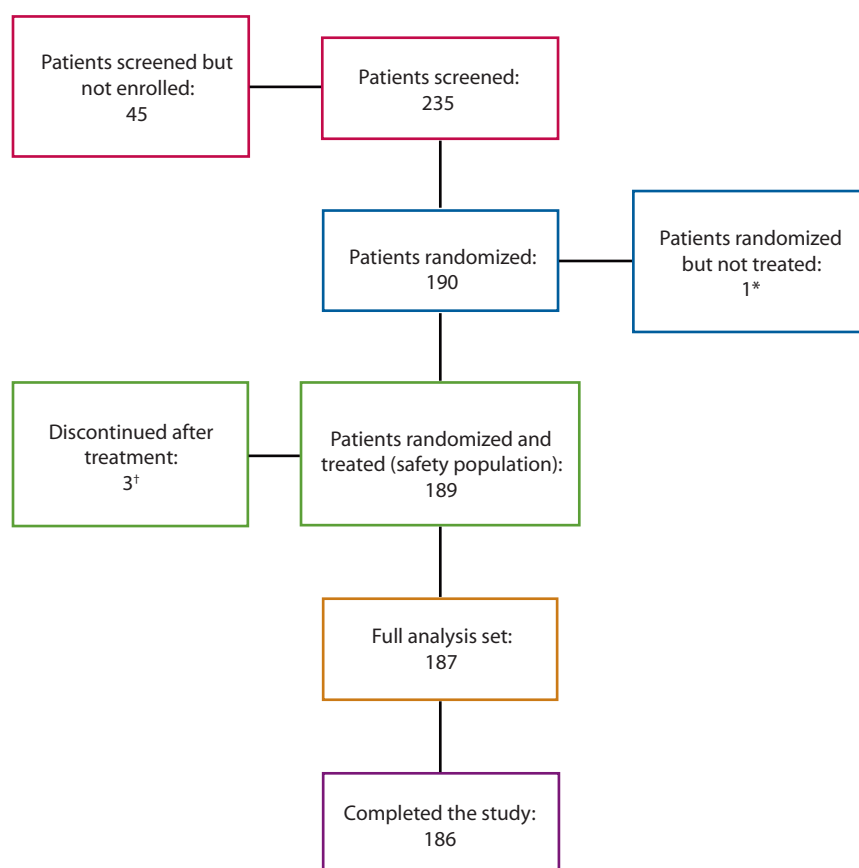 Patients screened but
not enrolled:
45
Patients screened:
235
Patients randomized:
190
Patients randomized
but not treated:
1*
Discontinued after
treatment:
3†
Patients randomized and
treated (safety population):
189
Full analysis set:
187
Completed the study:
186